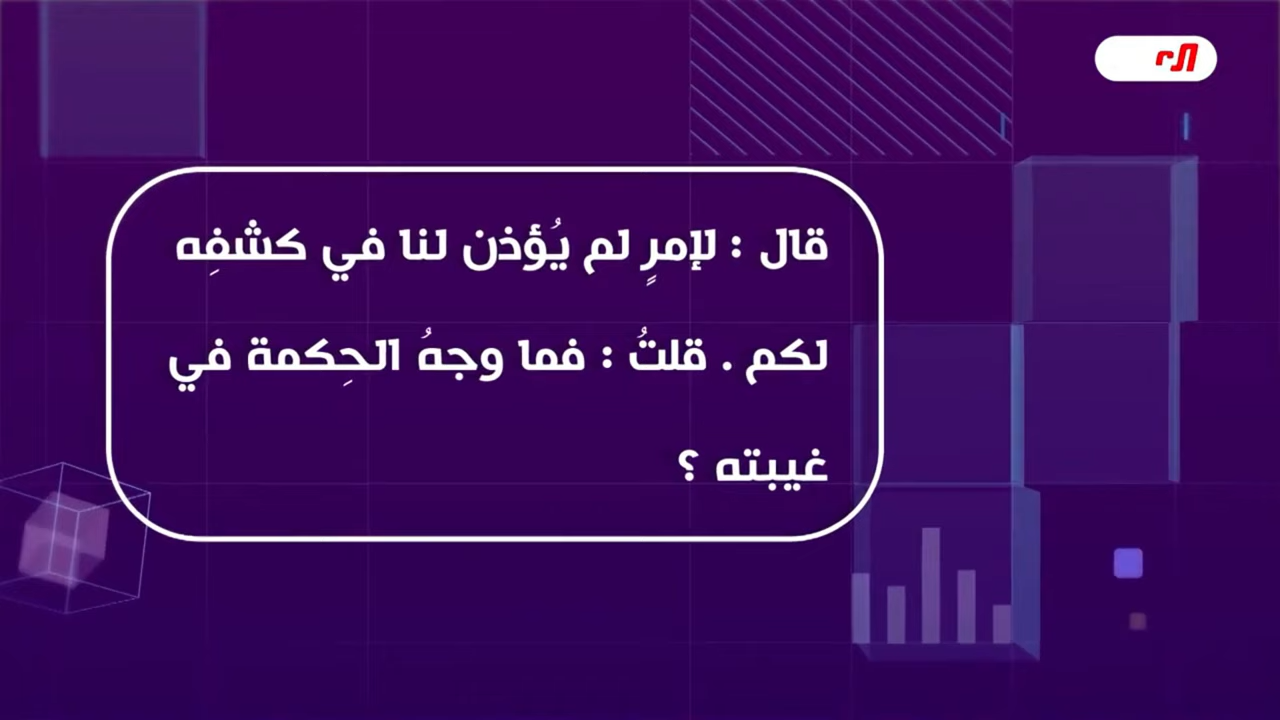 قال : لإمرٍ لم يُؤذن لنا في كشفِه
لكم . قلتُ : فما وجهُ الحِكمة في
غيبته ؟